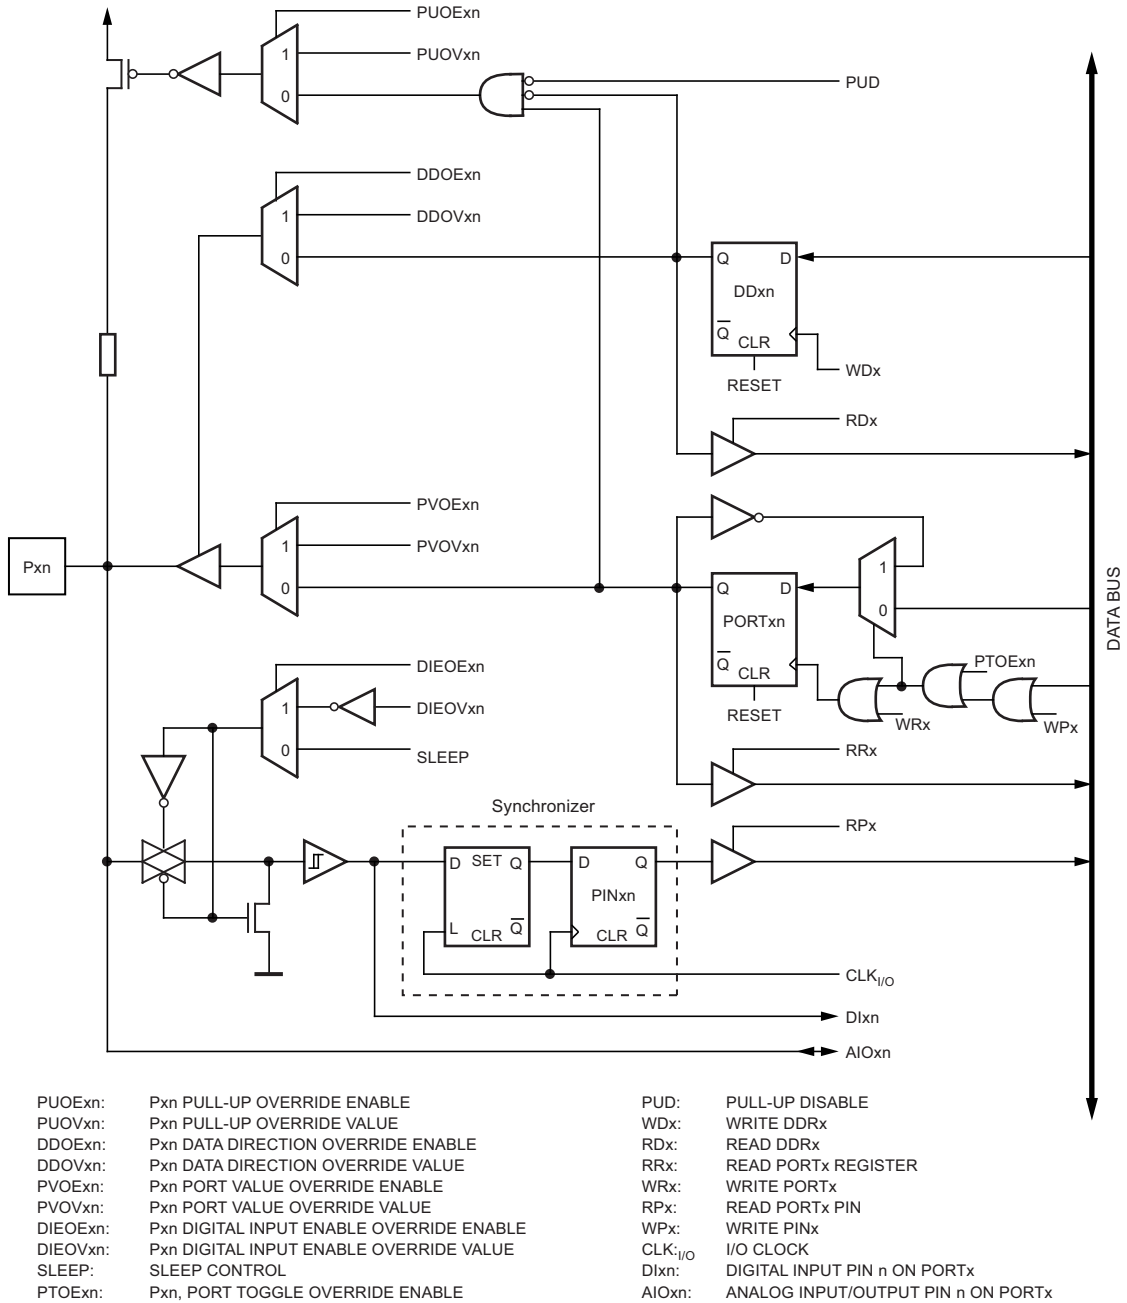 PUOExn
PUOVxn
1
0
PUD
DDOExn
DDOVxn
1
0
Q D
DDxn
Q
CLR
RESET
WDx
RDx
PVOExn
PVOVxn
1
0
Pxn
1
0
Q D
PORTxn
Q
CLR
RESET
PTOExn
WRx
WPx
DATA BUS
DIEOExn
DIEOVxn
1
0
SLEEP
RRx
Synchronizer
RPx
D SET Q
L CLR Q
D Q
PINxn
CLR Q
CLKI/O
DIxn
AIOxn
PUOExn: Pxn PULL-UP OVERRIDE ENABLE
PUOVxn: Pxn PULL-UP OVERRIDE VALUE
DDOExn: Pxn DATA DIRECTION OVERRIDE ENABLE
DDOVxn: Pxn DATA DIRECTION OVERRIDE VALUE
PVOExn: Pxn PORT VALUE OVERRIDE ENABLE
PVOVxn: Pxn PORT VALUE OVERRIDE VALUE
DIEOExn: Pxn DIGITAL INPUT ENABLE OVERRIDE ENABLE
DIEOVxn: Pxn DIGITAL INPUT ENABLE OVERRIDE VALUE
SLEEP: SLEEP CONTROL
PTOExn: Pxn, PORT TOGGLE OVERRIDE ENABLE
PUD: PULL-UP DISABLE
WDx: WRITE DDRx
RDx: READ DDRx
RRx: READ PORTx REGISTER
WRx: WRITE PORTx
RPx: READ PORTx PIN
WPx: WRITE PINx
CLK:I/O I/O CLOCK
DIxn: DIGITAL INPUT PIN n ON PORTx
AIOxn: ANALOG INPUT/OUTPUT PIN n ON PORTx